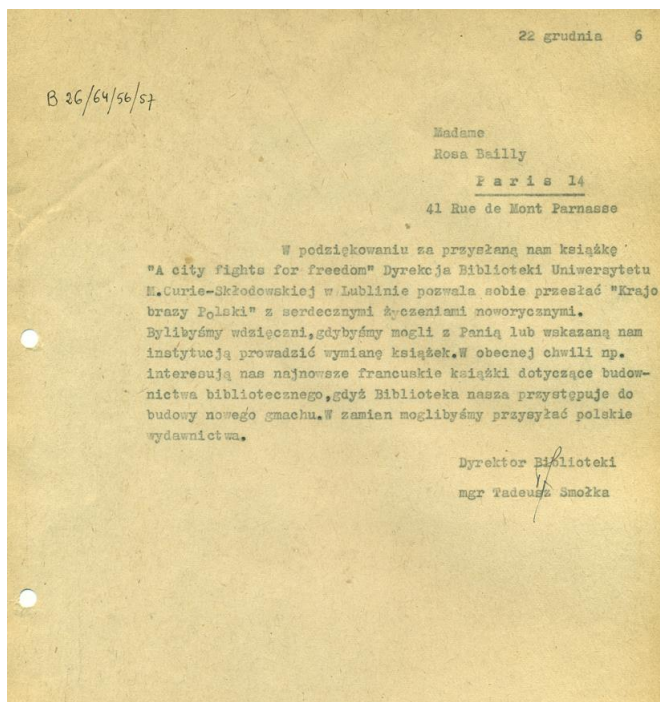 22 grudnia 6
B 26/64/56/57
Madame
Rosa Bailly
Paris 14
41 Rue de Mont Parnasse
W podziękowaniu za przysłaną nam książkę
"A city fights for freedom" Dyrekcja Biblioteki Uniwersytetu
M.Curie-Skłodowskiej w Lublinie pozwala sobie przesłać "Krajo
brazy Polski" z serdecznymi życzeniami noworycznymi.
Bylibyśmy wdzięczni,gdybyśmy mogli z Panią lub wskazaną nam
instytucją prowadzić wymianę książek.W obecnej chwili np.
interesują nas najnowsze francuskie książki dotyczące budow-
nictwa bibliotecznego,gdyż Biblioteka nasza przystępuje do
budowy nowego gmachu.W zamian moglibyśmy przysyłać polskie
wydawnictwa.
Dyrektor Biblioteki
mgr Tadeusz Smołka